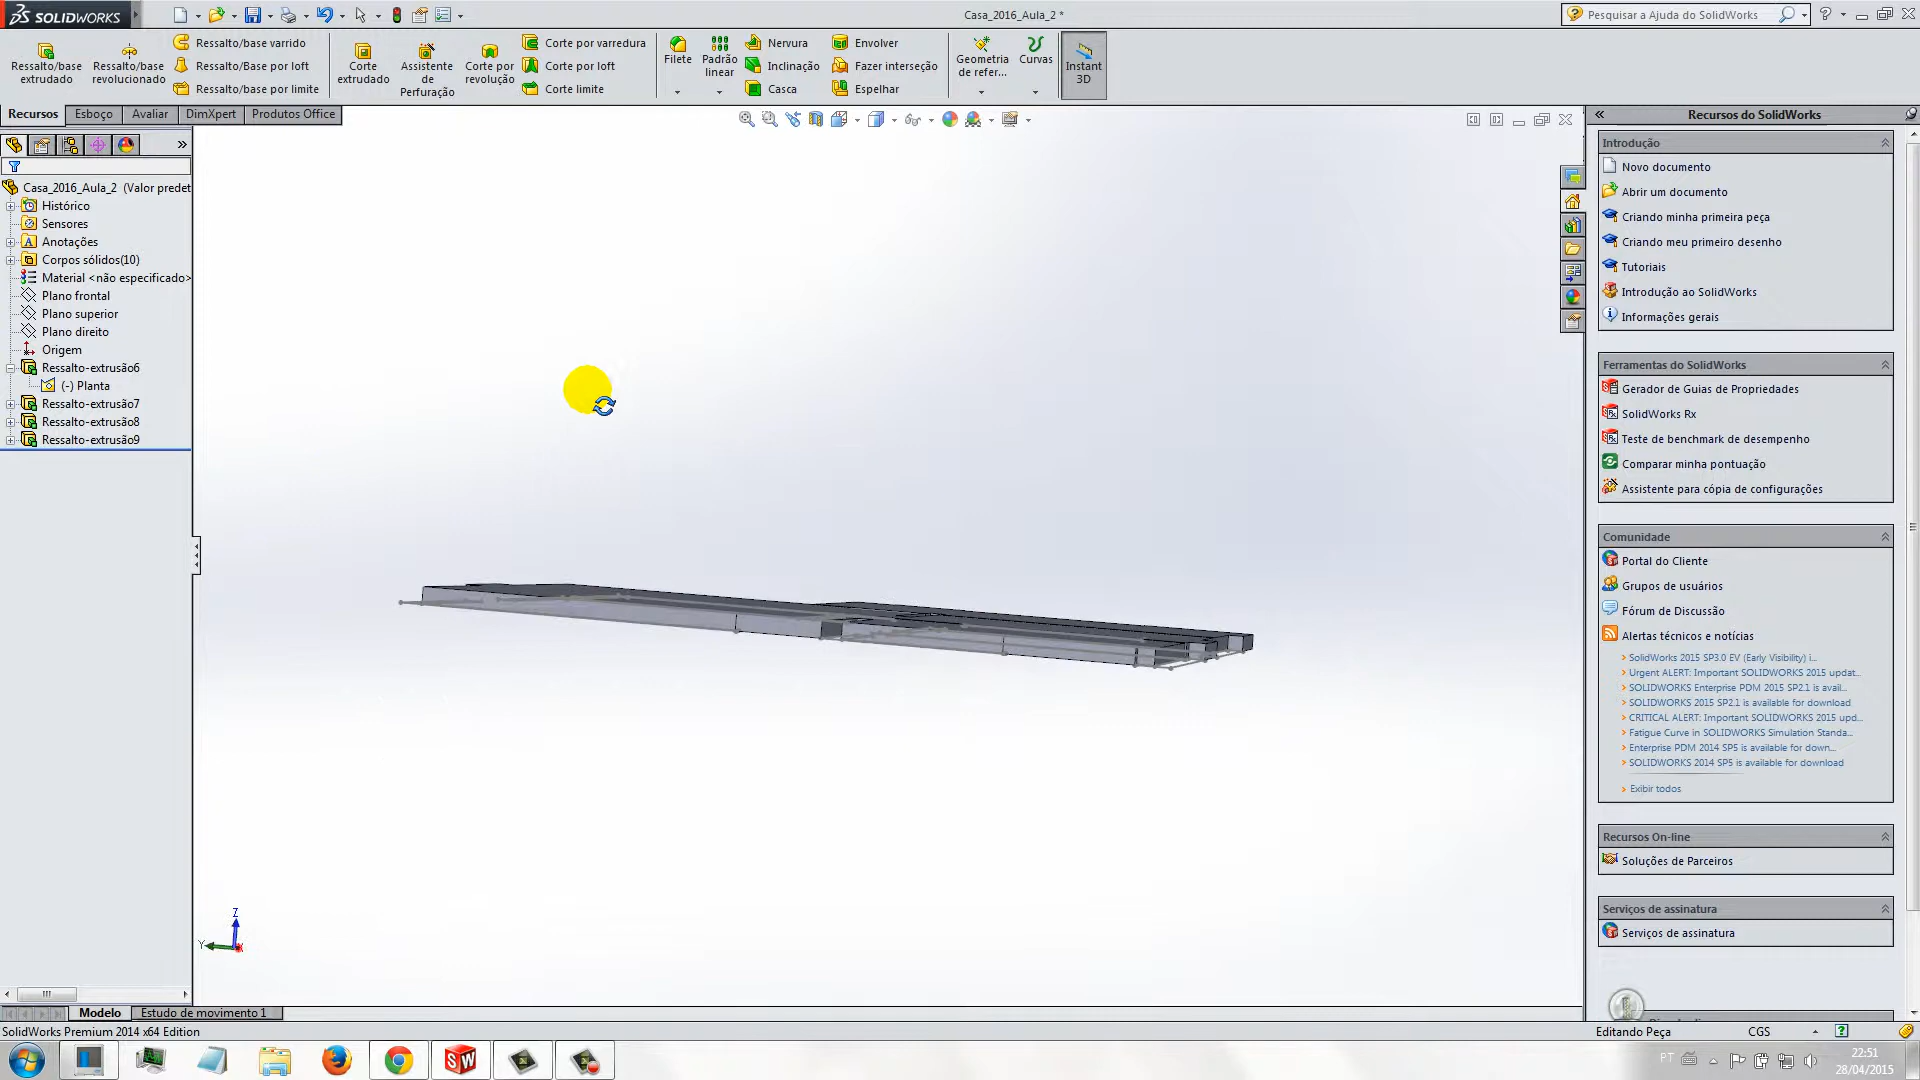 SOLIDWORKS
Casa_2016_Aula_2 *
Pesquisar a Ajuda do SolidWorks
Ressalto/base extrudado
Ressalto/base revolucionado
Ressalto/base varrido
Ressalto/Base por loft
Ressalto/base por limite
Corte extrudado
Assistente de Perfuração
Corte por revolução
Corte por varredura
Corte por loft
Corte limite
Filete
Padrão linear
Nervura
Inclinação
Casca
Envolver
Fazer interseção
Espelhar
Geometria de refer...
Curvas
Instant 3D
Recursos
Esboço
Avaliar
DimXpert
Produtos Office
Casa_2016_Aula_2 (Valor predet
Histórico
Sensores
Anotações
Corpos sólidos(10)
Material <não especificado>
Plano frontal
Plano superior
Plano direito
Origem
Ressalto-extrusão6
(-) Planta
Ressalto-extrusão7
Ressalto-extrusão8
Ressalto-extrusão9
Z
Y
X
Recursos do SolidWorks
Introdução
Novo documento
Abrir um documento
Criando minha primeira peça
Criando meu primeiro desenho
Tutoriais
Introdução ao SolidWorks
Informações gerais
Ferramentas do SolidWorks
Gerador de Guias de Propriedades
SolidWorks Rx
Teste de benchmark de desempenho
Comparar minha pontuação
Assistente para cópia de configurações
Comunidade
Portal do Cliente
Grupos de usuários
Fórum de Discussão
Alertas técnicos e notícias
SolidWorks 2015 SP3.0 EV (Early Visibility) i...
Urgent ALERT: Important SOLIDWORKS 2015 updat...
SOLIDWORKS Enterprise PDM 2015 SP2.1 is avail...
SOLIDWORKS 2015 SP2.1 is available for download
CRITICAL ALERT: Important SOLIDWORKS 2015 upd...
Fatigue Curve in SOLIDWORKS Simulation Standa...
Enterprise PDM 2014 SP5 is available for down...
SOLIDWORKS 2014 SP5 is available for download
Exibir todos
Recursos On-line
Soluções de Parceiros
Serviços de assinatura
Serviços de assinatura
Modelo
Estudo de movimento 1
SolidWorks Premium 2014 x64 Edition
Editando Peça
CGS
PT
22:51
28/04/2015